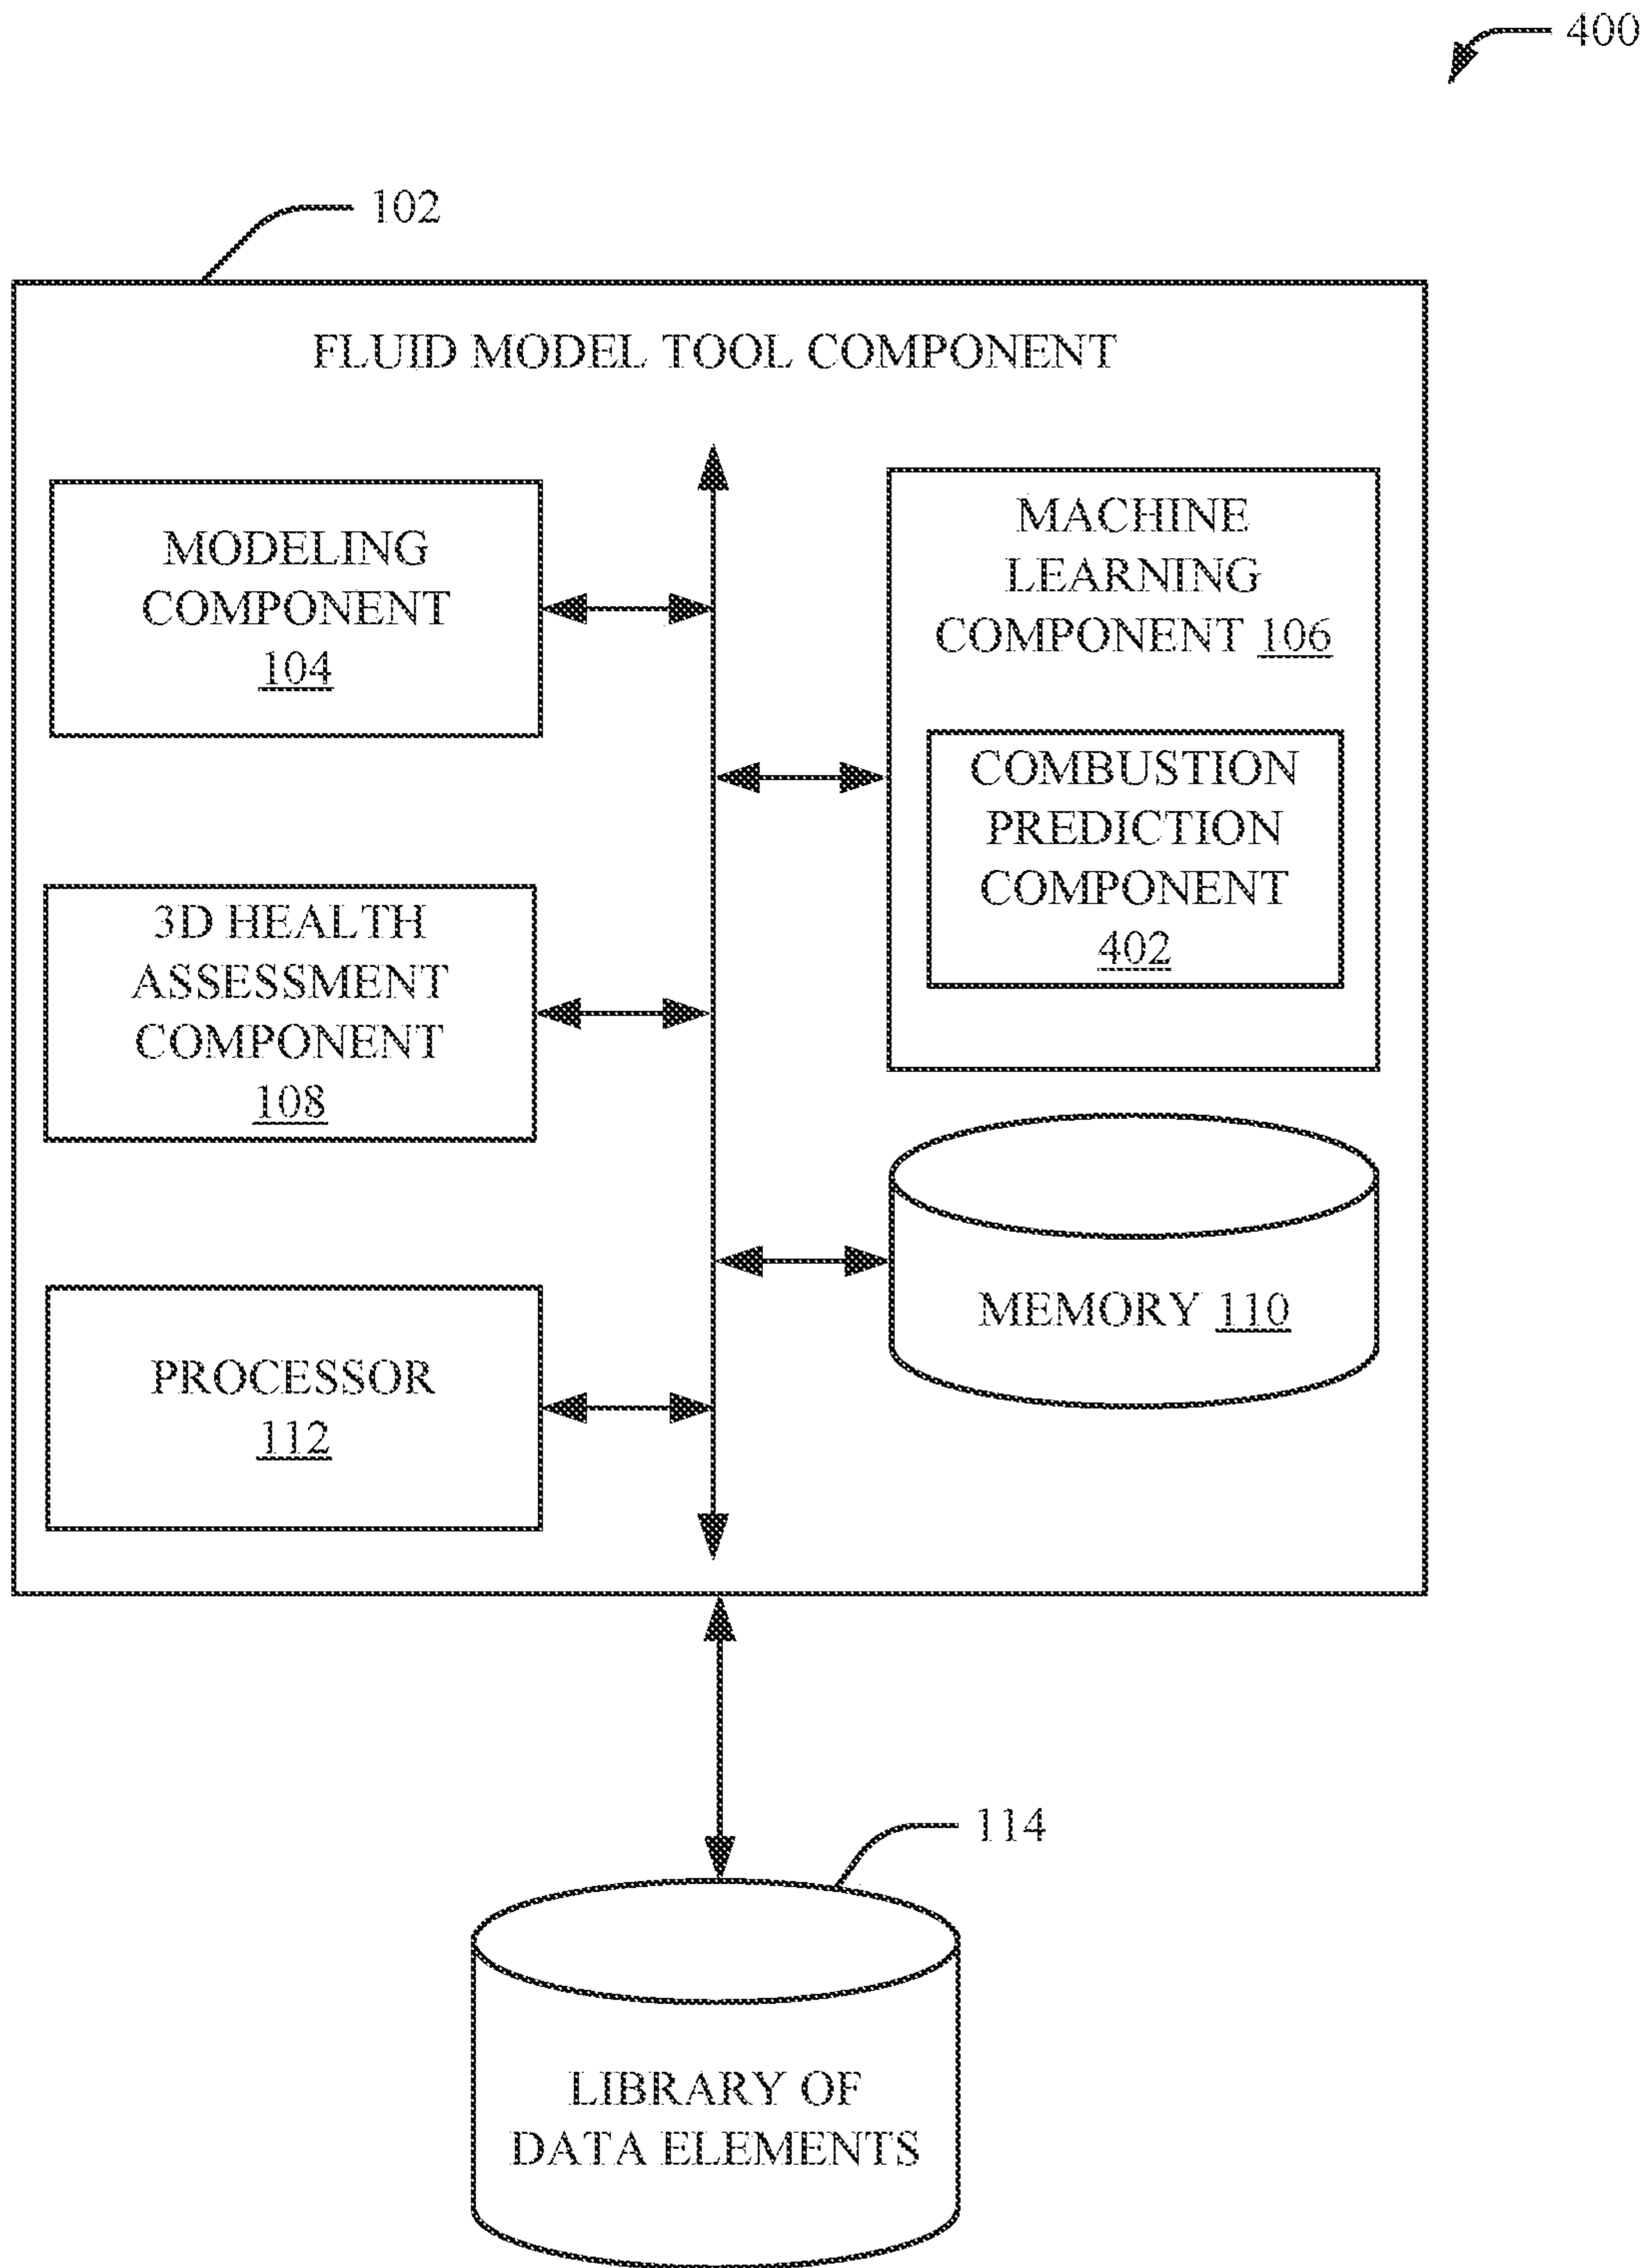 400
102
FLUID MODEL TOOL COMPONENT
MODELING
COMPONENT
104
MACHINE
LEARNING
COMPONENT 106
COMBUSTION
PREDICTION
COMPONENT
402
3D HEALTH
ASSESSMENT
COMPONENT
108
MEMORY 110
PROCESSOR
112
114
LIBRARY OF
DATA ELEMENTS